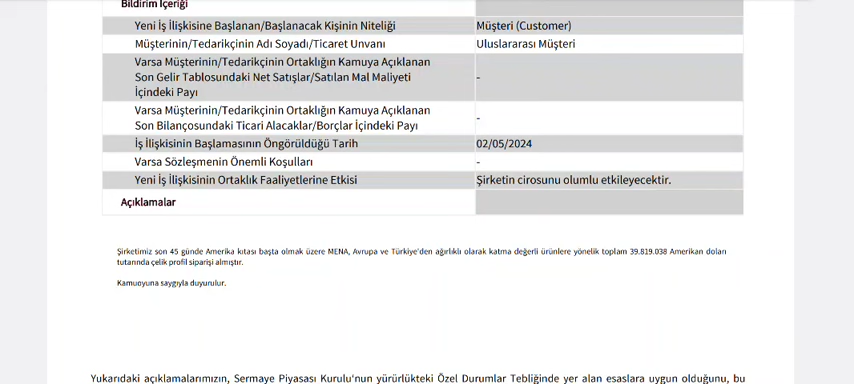 Bildirim İçeriği
Yeni İş İlişkisine Başlanan/Başlanacak Kişinin Niteliği Müşteri (Customer)
Müşterinin/Tedarikçinin Adı Soyadı/Ticaret Unvanı Uluslararası Müşteri
Varsa Müşterinin/Tedarikçinin Ortaklığın Kamuya Açıklanan
Son Gelir Tablosundaki Net Satışlar/Satılan Mal Maliyeti -
İçindeki Payı
Varsa Müşterinin/Tedarikçinin Ortaklığın Kamuya Açıklanan
Son Bilançosundaki Ticari Alacaklar/Borçlar İçindeki Payı -
İş İlişkisinin Başlamasının Öngörüldüğü Tarih 02/05/2024
Varsa Sözleşmenin Önemli Koşulları -
Yeni İş İlişkisinin Ortaklık Faaliyetlerine Etkisi Şirketin cirosunu olumlu etkileyecektir.
Açıklamalar
Şirketimiz son 45 günde Amerika kıtası başta olmak üzere MENA, Avrupa ve Türkiye'den ağırlıklı olarak katma değerli ürünlere yönelik toplam 39.819.038 Amerikan doları
tutarında çelik profil siparişi almıştır.
Kamuoyuna saygıyla duyurulur.
Yukarıdaki açıklamalarımızın, Sermaye Piyasası Kurulu'nun yürürlükteki Özel Durumlar Tebliğinde yer alan esaslara uygun olduğunu, bu